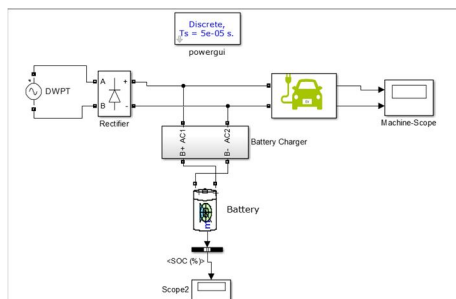 Discrete,
Ts = 5e-05 s.
powergui
DWPT
A
+
B
-
Rectifier
Machine-Scope
B+ AC1
B- AC2
Battery Charger
Battery
E
<SOC (%)>
Scope2